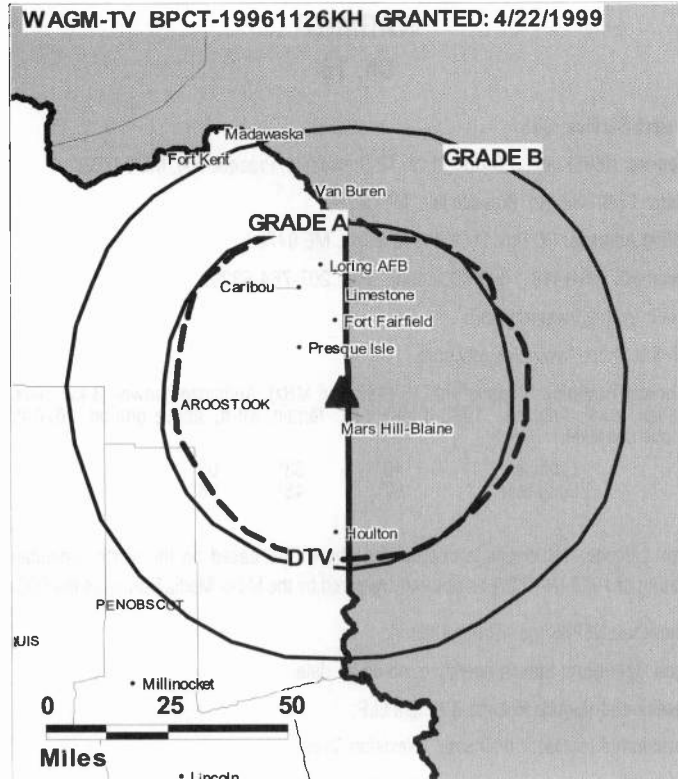 WAGM-TV BPCT-19961126KH GRANTED: 4/22/1999
Madawaska
Fort Kent
GRADE B
Van Buren
GRADE A
Loring AFB
Caribou
Limestone
Fort Fairfield
Presque Isle
AROOSTOOK
Mars Hill-Blaine
Houlton
DTV
PENOBSCOT
UIS
Millinocket
0 25 50
Miles
Lincoln